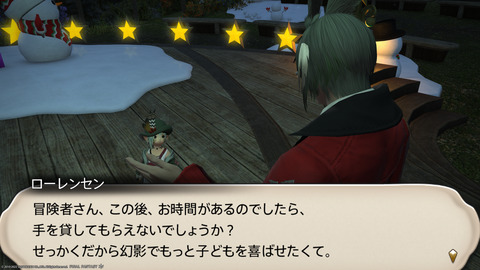 ローレンセン
冒険者さん、この後、お時間があるのでしたら、
手を貸してもらえないでしょうか？
せっかくだから幻影でもっと子どもを喜ばせたくて。